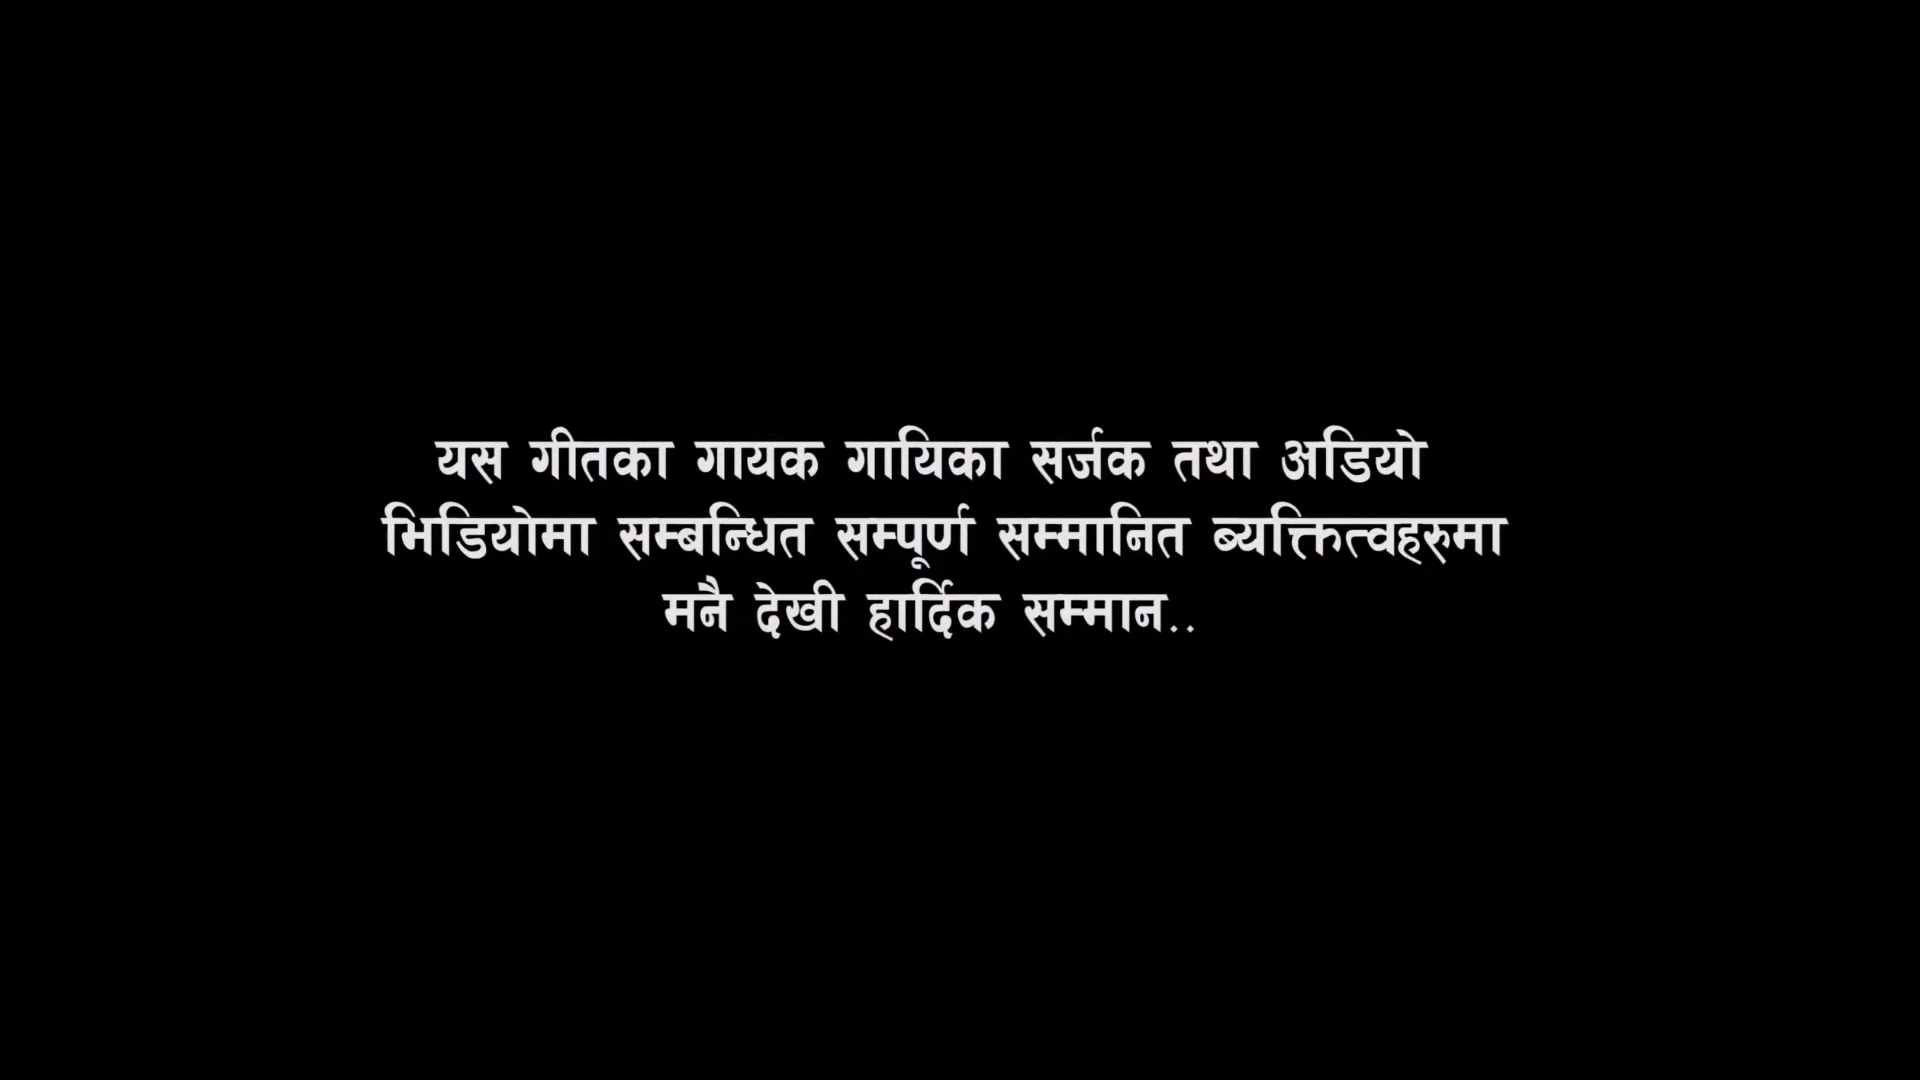 यस गीतका गायक गायिका सर्जक तथा अडियो
भिडियोमा सम्बन्धित सम्पूर्ण सम्मानित ब्यक्तित्वहरुमा
मनै देखी हार्दिक सम्मान..